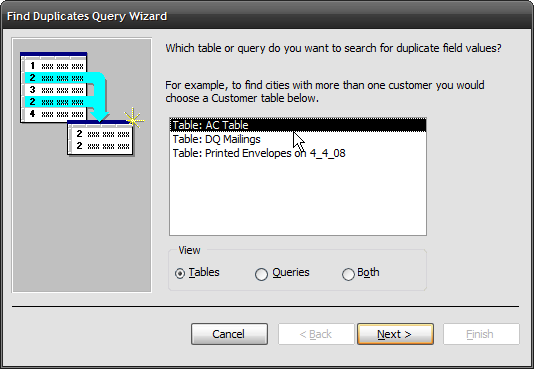 Find Duplicates Query Wizard
Which table or query do you want to search for duplicate field values?
For example, to find cities with more than one customer you would
choose a Customer table below.
1 xxx xxx xxx
2 xxx xxx xxx
3 xxx xxx xxx
2 xxx xxx xxx
4 xxx xxx xxx
2 xxx xxx xxx
2 xxx xxx xxx
Table: AC Table
Table: DQ Mailings
Table: Printed Envelopes on 4_4_08
View
Tables Queries Both
Cancel < Back Next > Finish